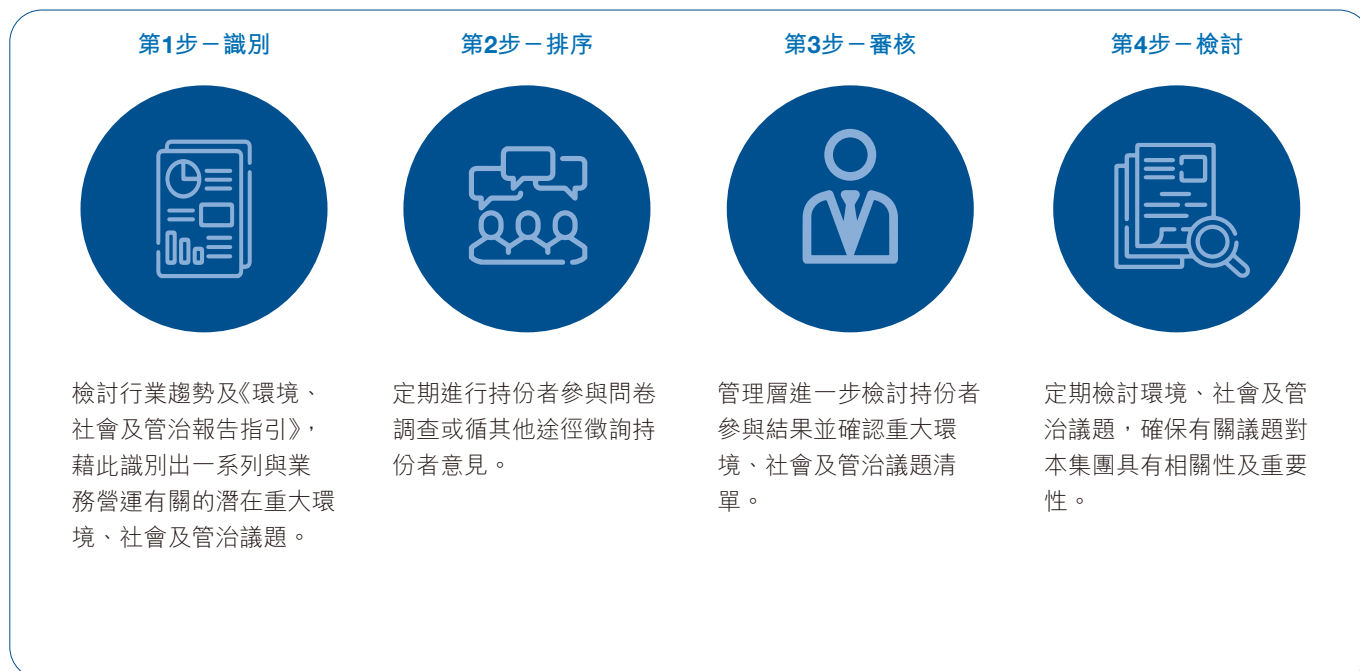 第1步－識別
檢討行業趨勢及《環境、
社會及管治報告指引》，
藉此識別出一系列與業
務營運有關的潛在重大環
境、社會及管治議題。
第2步－排序
定期進行持份者參與問卷
調查或循其他途徑徵詢持
份者意見。
第3步－審核
管理層進一步檢討持份者
參與結果並確認重大環
境、社會及管治議題清
單。
第4步－檢討
定期檢討環境、社會及管
治議題，確保有關議題對
本集團具有相關性及重要
性。